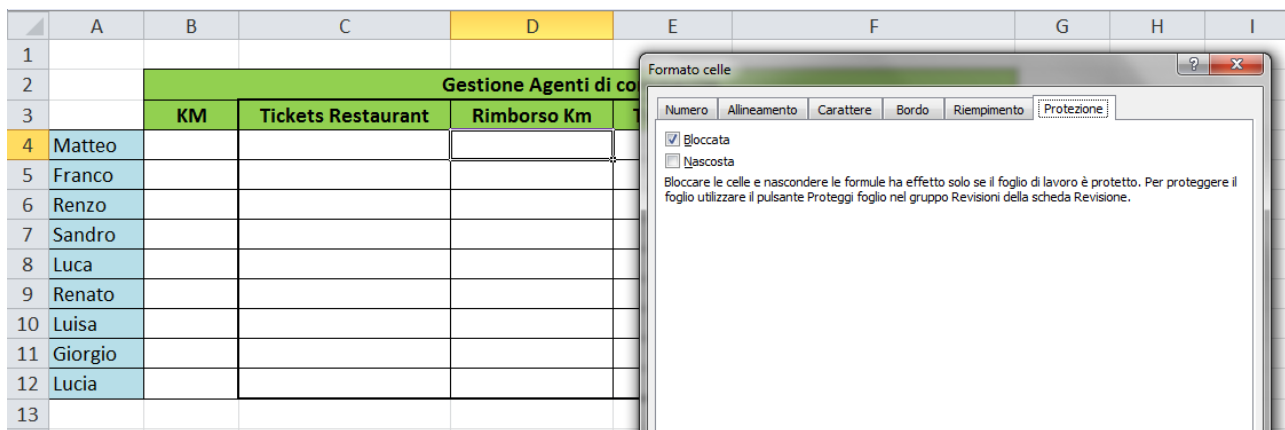 A B C D E F G H I
1
2 Gestione Agenti di co
3 KM Tickets Restaurant Rimborso Km
4 Matteo
5 Franco
6 Renzo
7 Sandro
8 Luca
9 Renato
10 Luisa
11 Giorgio
12 Lucia
13
Formato celle
Numero Allineamento Carattere Bordo Riempimento Protezione
Bloccata
Nascosta
Bloccare le celle e nascondere le formule ha effetto solo se il foglio di lavoro è protetto. Per proteggere il
foglio utilizzare il pulsante Proteggi foglio nel gruppo Revisioni della scheda Revisione.